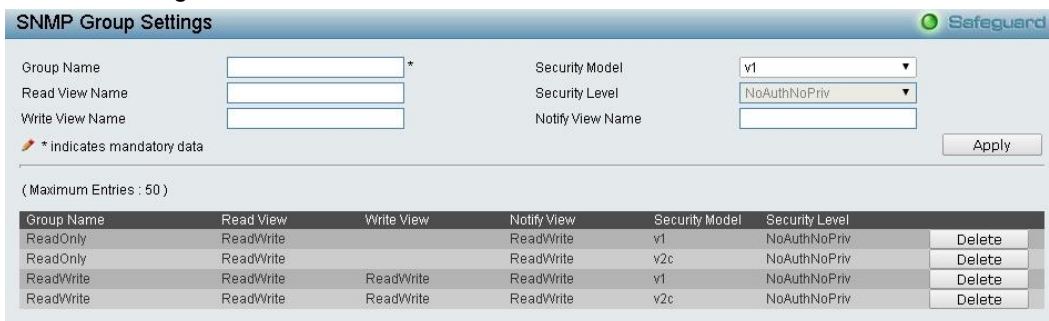 SNMP Group Settings Safeguard
Group Name * Security Model v1
Read View Name Security Level NoAuthNoPriv
Write View Name Notify View Name
* indicates mandatory data Apply
( Maximum Entries : 50 )
Group Name Read View Write View Notify View Security Model Security Level
ReadOnly ReadWrite ReadWrite v1 NoAuthNoPriv Delete
ReadOnly ReadWrite ReadWrite v2c NoAuthNoPriv Delete
ReadWrite ReadWrite ReadWrite ReadWrite v1 NoAuthNoPriv Delete
ReadWrite ReadWrite ReadWrite ReadWrite v2c NoAuthNoPriv Delete